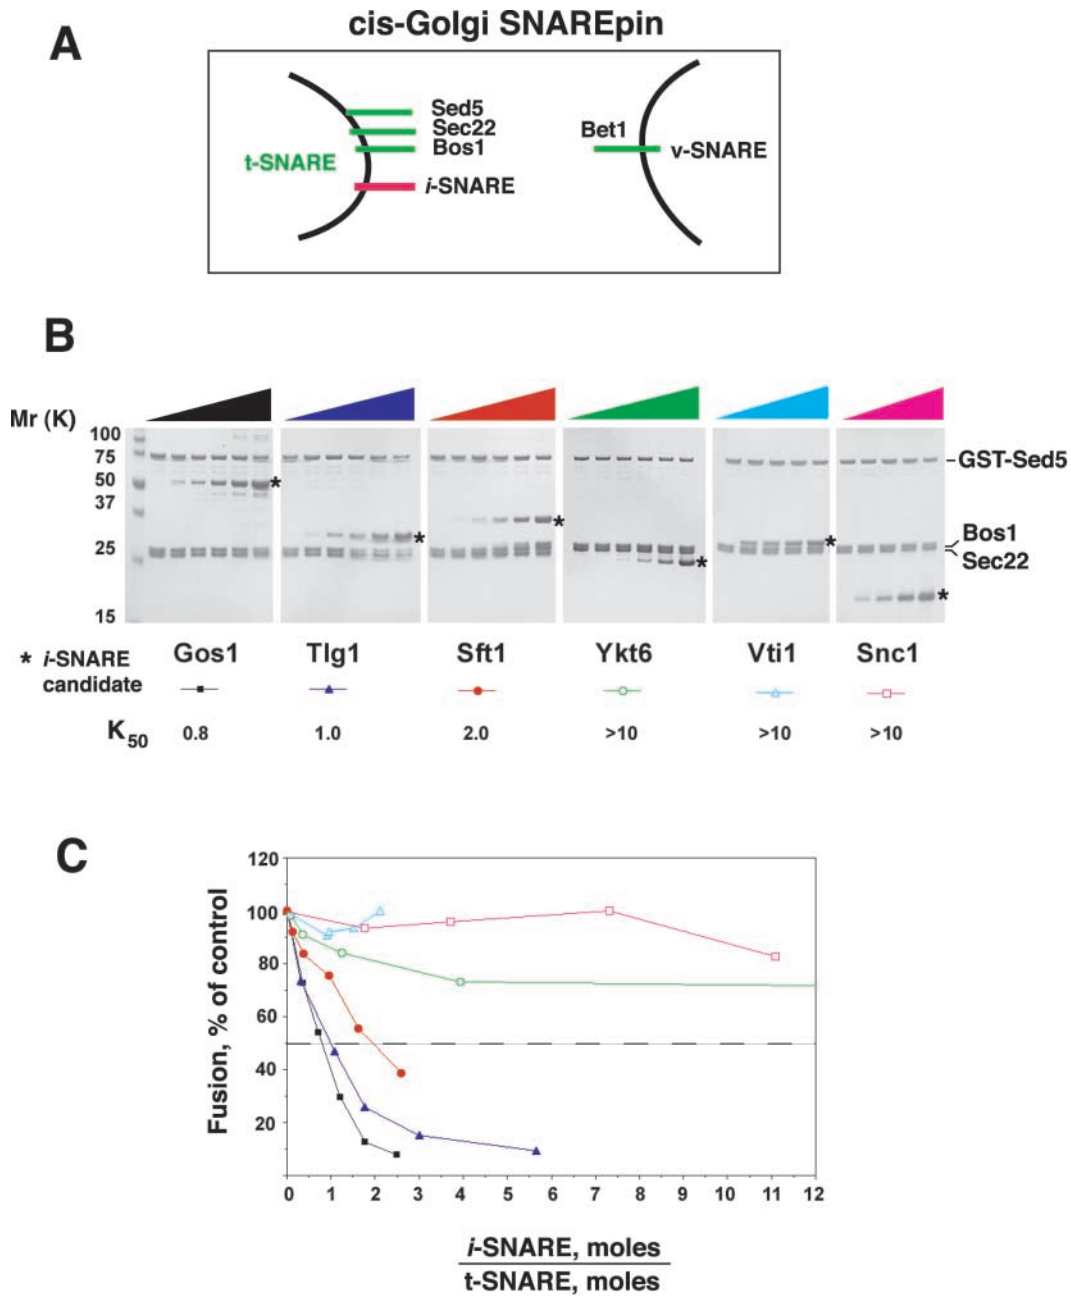 A
cis-Golgi SNAREpin
Sed5
Sec22
Bos1
t-SNARE
i-SNARE
Bet1
v-SNARE
B
Mr (K)
100
75
50
37
25
15
*
*
*
*
*
*
GST-Sed5
Bos1
Sec22
* i-SNARE candidate
Gos1 Tlg1 Sft1 Ykt6 Vti1 Snc1
K50 0.8 1.0 2.0 >10 >10 >10
C
Fusion, % of control
120
100
80
60
40
20
0 1 2 3 4 5 6 7 8 9 10 11 12
i-SNARE, moles
t-SNARE, moles